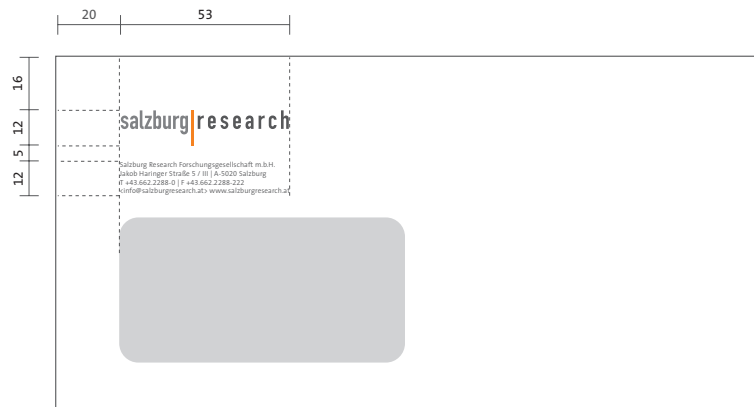 20 53
16
12
5
12
salzburg research
Salzburg Research Forschungsgesellschaft m.b.H.
Jakob Haringer Straße 5 / III | A-5020 Salzburg
T +43.662.2288-0 | F +43.662.2288-222
<info@salzburgresearch.at> www.salzburgresearch.at